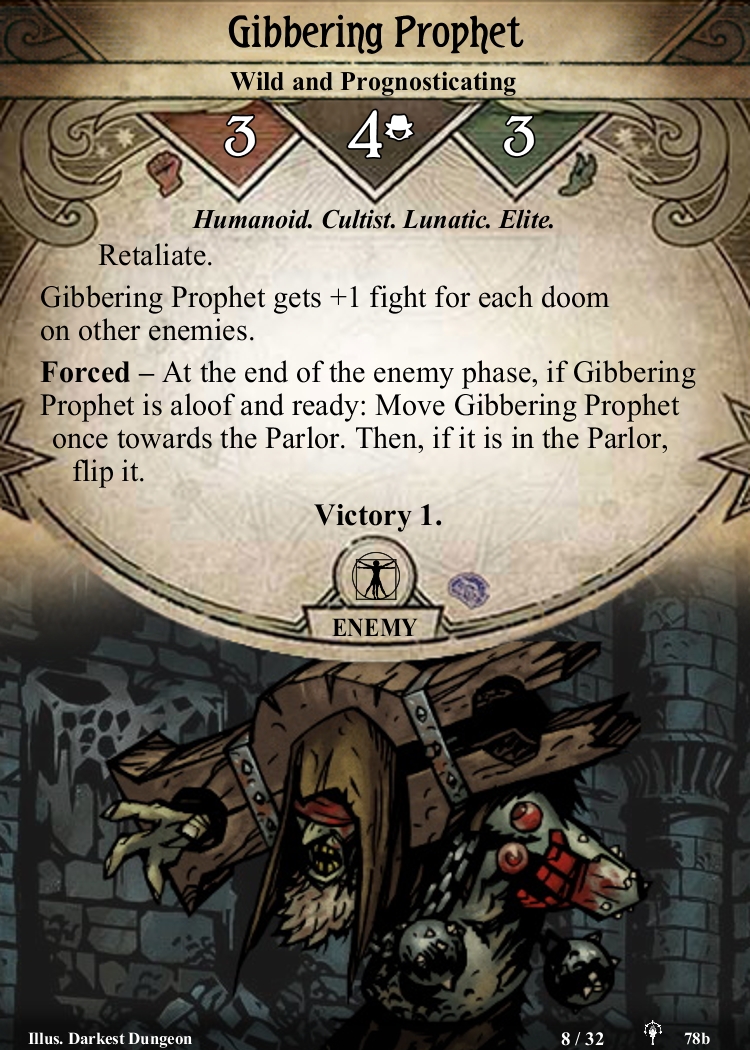 Gibbering Prophet
Wild and Prognosticating
3 4 3
Humanoid. Cultist. Lunatic. Elite.
Retaliate.
Gibbering Prophet gets +1 fight for each doom
on other enemies.
Forced – At the end of the enemy phase, if Gibbering
Prophet is aloof and ready: Move Gibbering Prophet
once towards the Parlor. Then, if it is in the Parlor,
flip it.
Victory 1.
ENEMY
Illus. Darkest Dungeon 8 / 32 78b